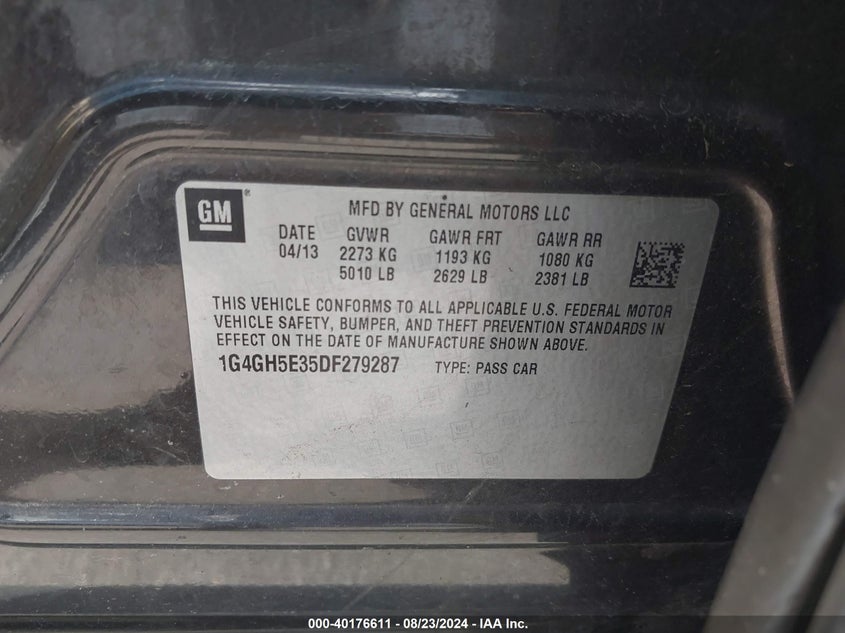 GM®
MFD BY GENERAL MOTORS LLC
DATE GVWR GAWR FRT GAWR RR
04/13 2273 KG 1193 KG 1080 KG
5010 LB 2629 LB 2381 LB
THIS VEHICLE CONFORMS TO ALL APPLICABLE U.S. FEDERAL MOTOR
VEHICLE SAFETY, BUMPER, AND THEFT PREVENTION STANDARDS IN
EFFECT ON THE DATE OF MANUFACTURE SHOWN ABOVE.
1G4GH5E35DF279287 TYPE: PASS CAR
000-40176611 - 08/23/2024 - IAA Inc.